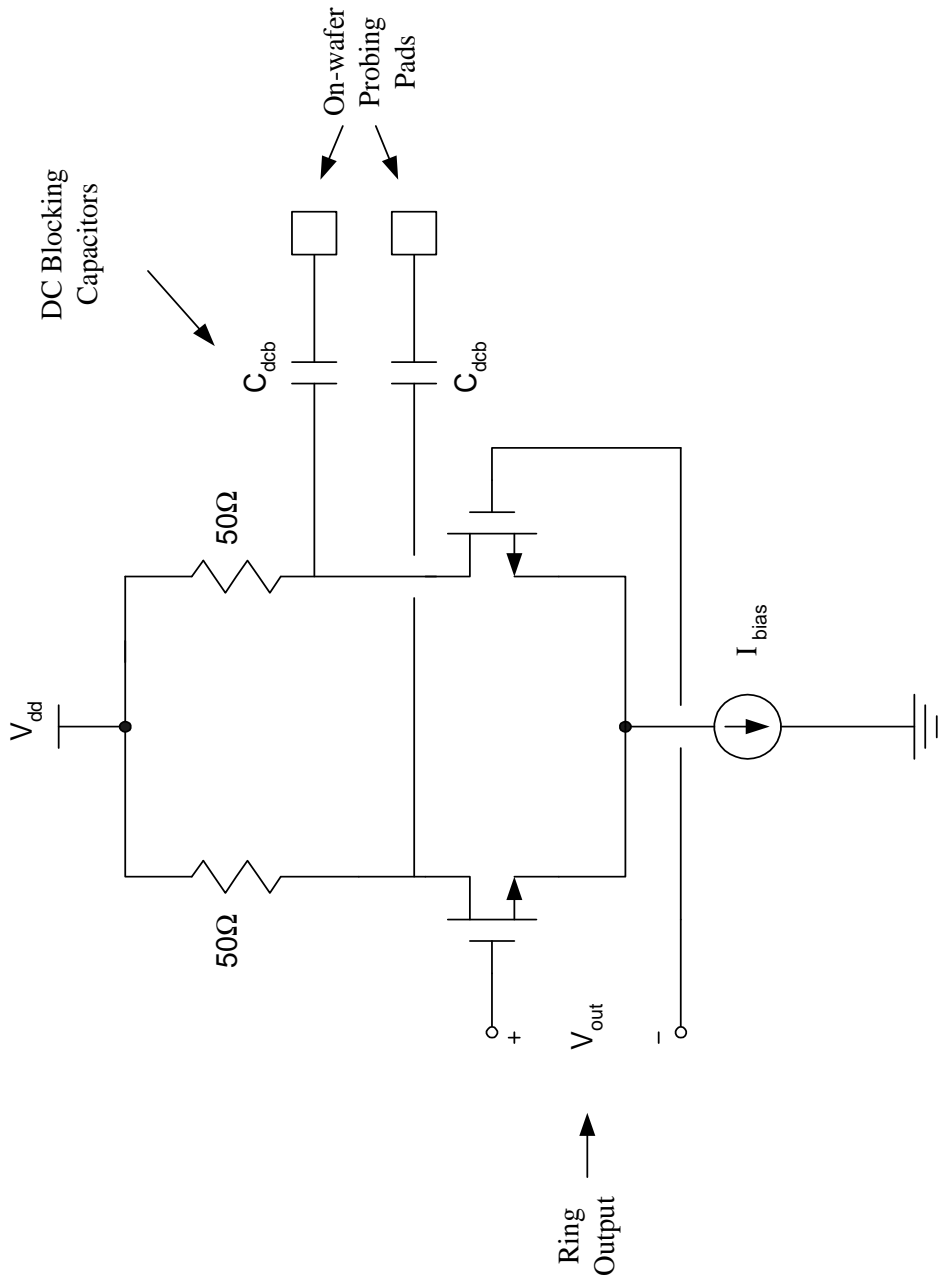 V_dd
50Ω
50Ω
DC Blocking
Capacitors
C_dcb
C_dcb
On-wafer
Probing
Pads
Ring
Output
+
V_out
−
I_bias